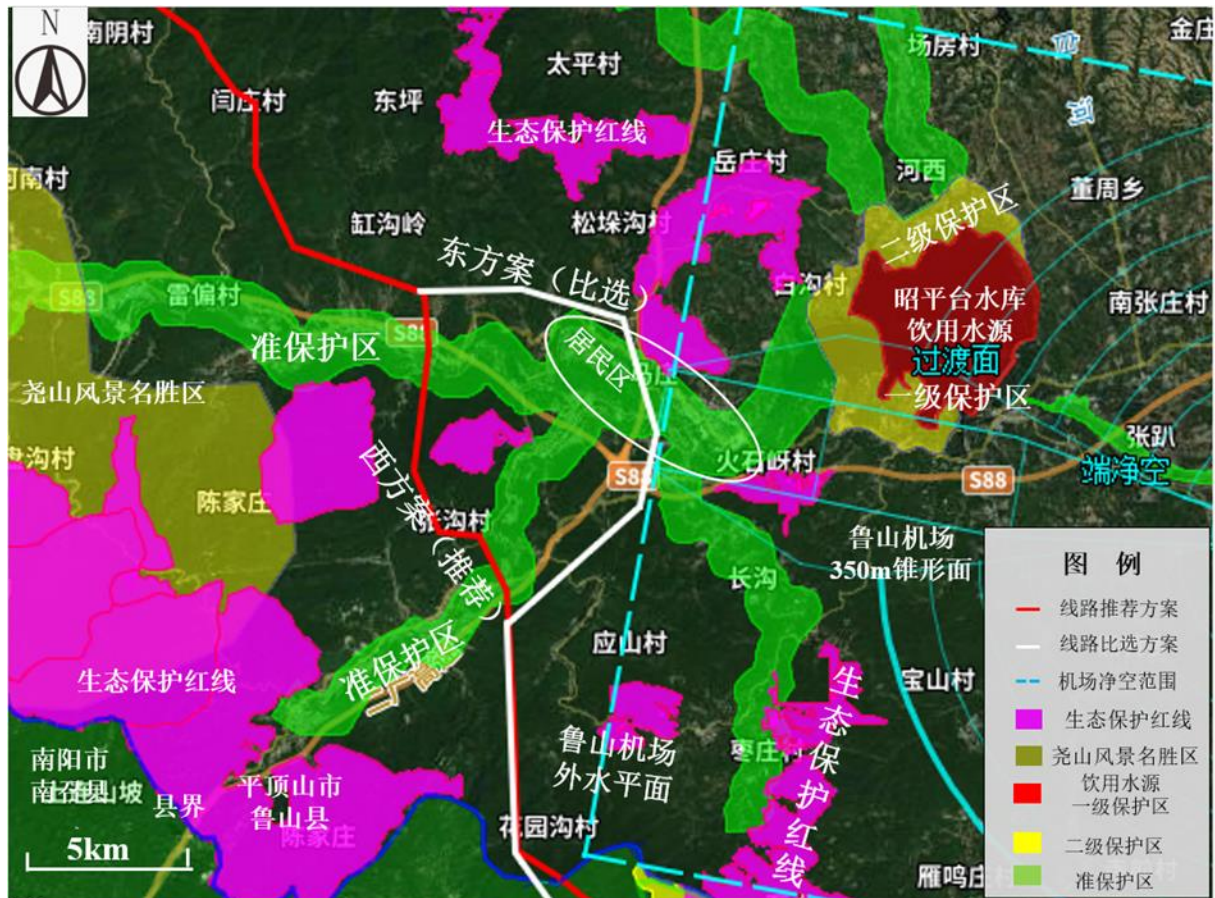 N
南阴村
金庄
场房村
太平村
闫庄村
东坪
生态保护红线
岳庄村
河西
河南村
董周乡
缸沟岭
松垛沟村
二级保护区
东方案（比选）
白沟村
S88
雷偏村
昭平台水库
饮用水源
南张庄村
准保护区
S88
居民区
过渡面
一级保护区
尧山风景名胜区
张趴
盘沟村
火石岈村
S88
S88
端净空
陈家庄
西方案（推荐）
张沟村
鲁山机场
350m锥形面
长沟
准保护区
应山村
生态保护红线
宝山村
生态保护红线
鲁山机场
外水平面
枣庄村
南阳市
南召县
县界
平顶山市
鲁山县
陈家庄
花园沟村
5km
雁鸣庄村
图 例
线路推荐方案
线路比选方案
机场净空范围
生态保护红线
尧山风景名胜区
饮用水源
一级保护区
二级保护区
准保护区